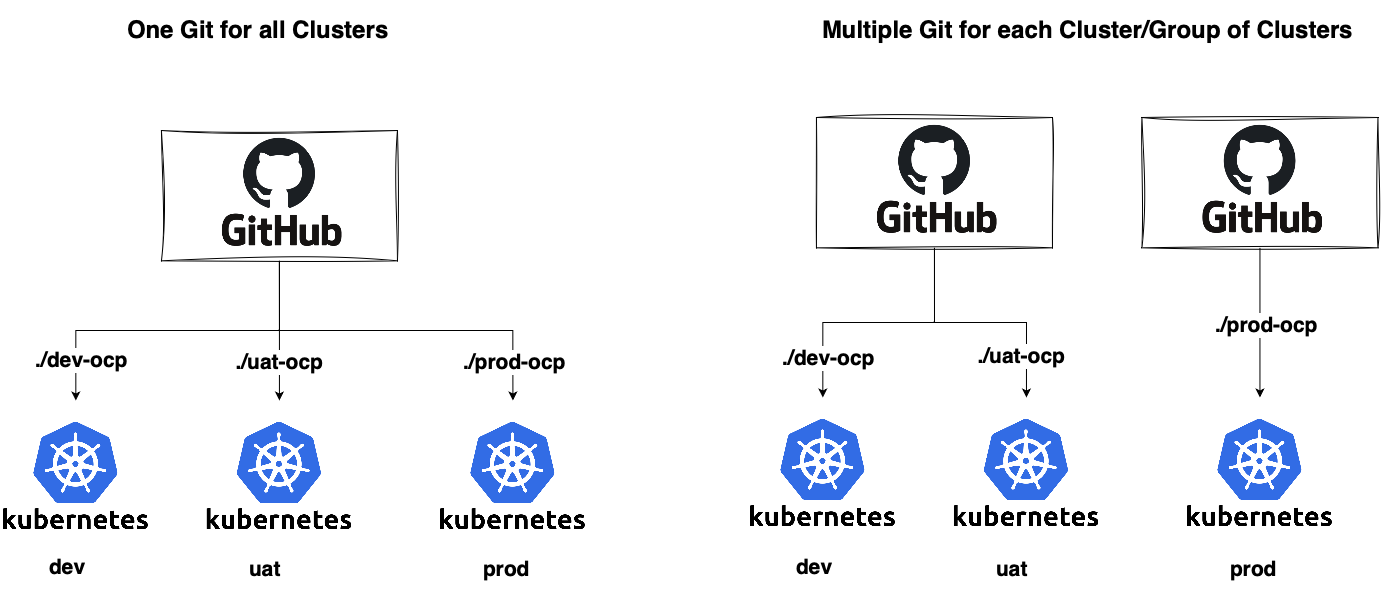 One Git for all Clusters
Multiple Git for each Cluster/Group of Clusters
GitHub
GitHub
GitHub
./dev-ocp
./uat-ocp
./prod-ocp
./dev-ocp
./uat-ocp
./prod-ocp
kubernetes
kubernetes
kubernetes
kubernetes
kubernetes
kubernetes
dev
uat
prod
dev
uat
prod